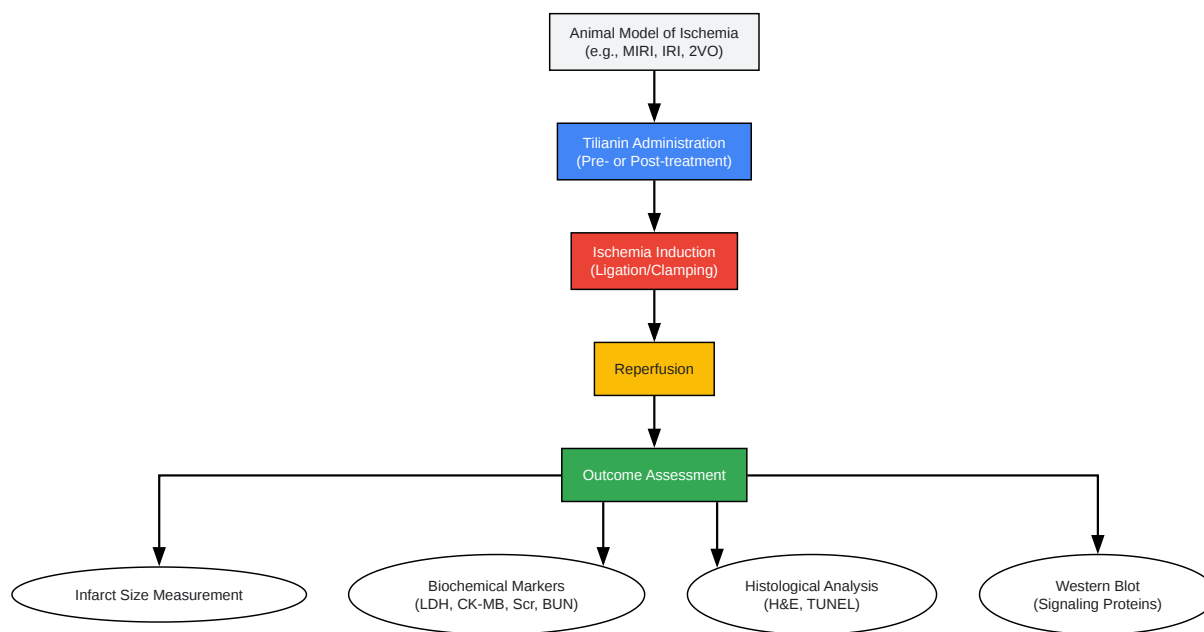 Animal Model of Ischemia
(e.g., MIRI, IRI, 2VO)
Tilianin Administration
(Pre- or Post-treatment)
Ischemia Induction
(Ligation/Clamping)
Reperfusion
Outcome Assessment
Infarct Size Measurement
Biochemical Markers
(LDH, CK-MB, Scr, BUN)
Histological Analysis
(H&E, TUNEL)
Western Blot
(Signaling Proteins)